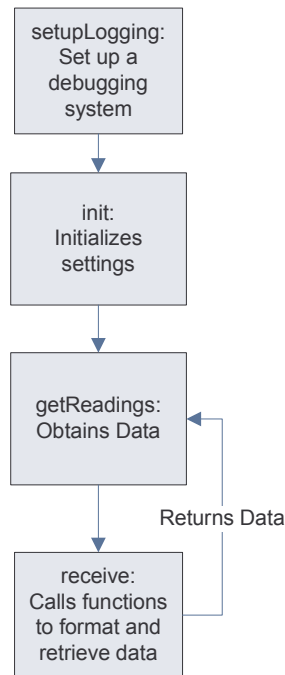 setupLogging:
Set up a
debugging
system
init:
Initializes
settings
getReadings:
Obtains Data
Returns Data
receive:
Calls functions
to format and
retrieve data